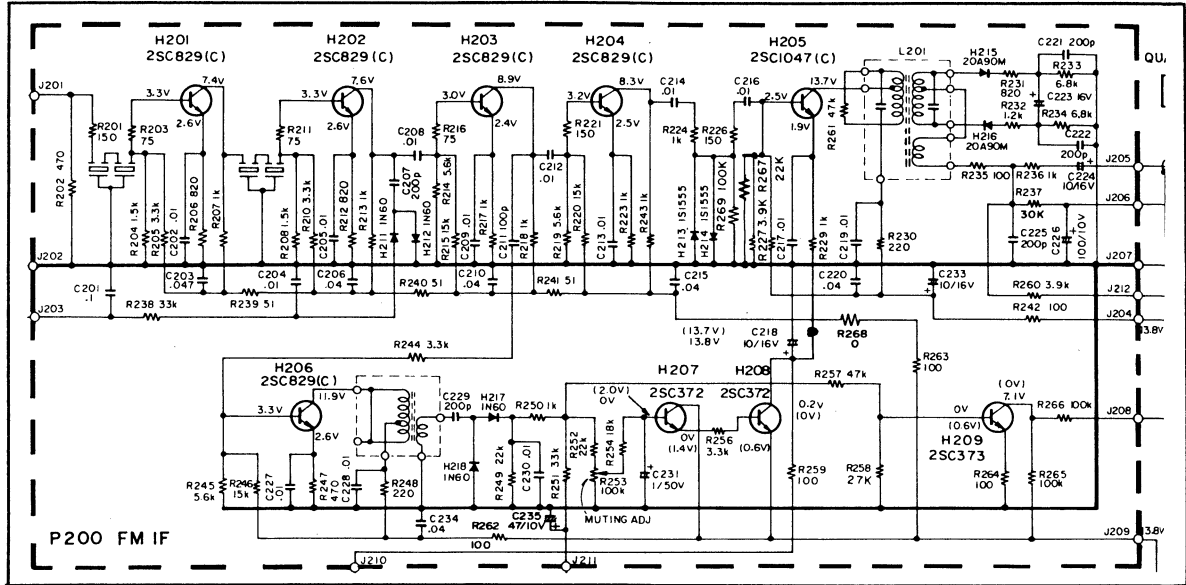 H201
2SC829(C)
H202
2SC829(C)
H203
2SC829(C)
H204
2SC829(C)
H205
2SC1047(C)
L201
H215
20A90M
C221 200p
R233
6.8k
QU
J201
7.4V
3.3V
2.6V
7.6V
3.3V
2.6V
8.9V
3.0V
2.4V
8.3V
3.2V
2.5V
C214
.01
C216
.01
2.5V
13.7V
1.9V
R231
820
R232
1.2k
C223 16V
R234 6.8k
H216
20A90M
C222
200p
R201
150
R203
75
R211
75
C208
.01
R216
75
R221
150
R224
1k
R226
150
R261 47k
R202 470
R204 1.5k
R205 3.3k
C202 .01
R206 820
R207 1k
R208 1.5k
R210 3.3k
C205 .01
R212 820
R213 1k
H211 1N60
C207
200p
H212 1N60
R214 5.6k
R215 15k
C209 .01
R217 1k
C211 100p
R218 1k
C212
.01
R219 5.6k
R220 15k
C213 .01
R223 1k
R243 1k
H213 1S1555
H214 1S1555
R269 100K
R267
22K
R227 3.9K
C217 .01
R229 1k
C219 .01
R230
220
R235 100
R236 1k
C224
10/16V
J205
R237
30K
J206
C225
200p
C226
100/10V
J202
J207
C201
.1
C203
.047
C204
.01
C206
.04
C210
.04
C215
.04
C220
.04
C233
10/16V
R260 3.9k
J212
R242 100
J204
13.8V
J203
R238 33k
R239 51
R240 51
R241 51
R268
0
R244 3.3k
(13.7V)
13.8V
C218
10/16V
R263
100
H206
2SC829(C)
11.9V
3.3V
2.6V
C229
200p
H217
1N60
R250 1k
H207
2SC372
(2.0V)
0V
0V
(1.4V)
H208
2SC372
0.2V
(0V)
(0.6V)
R257 47k
(0V)
7.1V
0V
(0.6V)
H209
2SC373
R266 100k
J208
R245
5.6k
R246
15k
C227
.01
R247
470
C228 .01
R248
220
H218
1N60
R249 22k
C230 .01
R251 33k
R252
22k
R254 18k
R253
100k
C231
1/50V
R256
3.3k
R259
100
R258
27K
R264
100
R265
100k
MUTING ADJ
C234
.04
C235
47/10V
R262
100
J209
13.8V
P200 FM IF
J210
J211